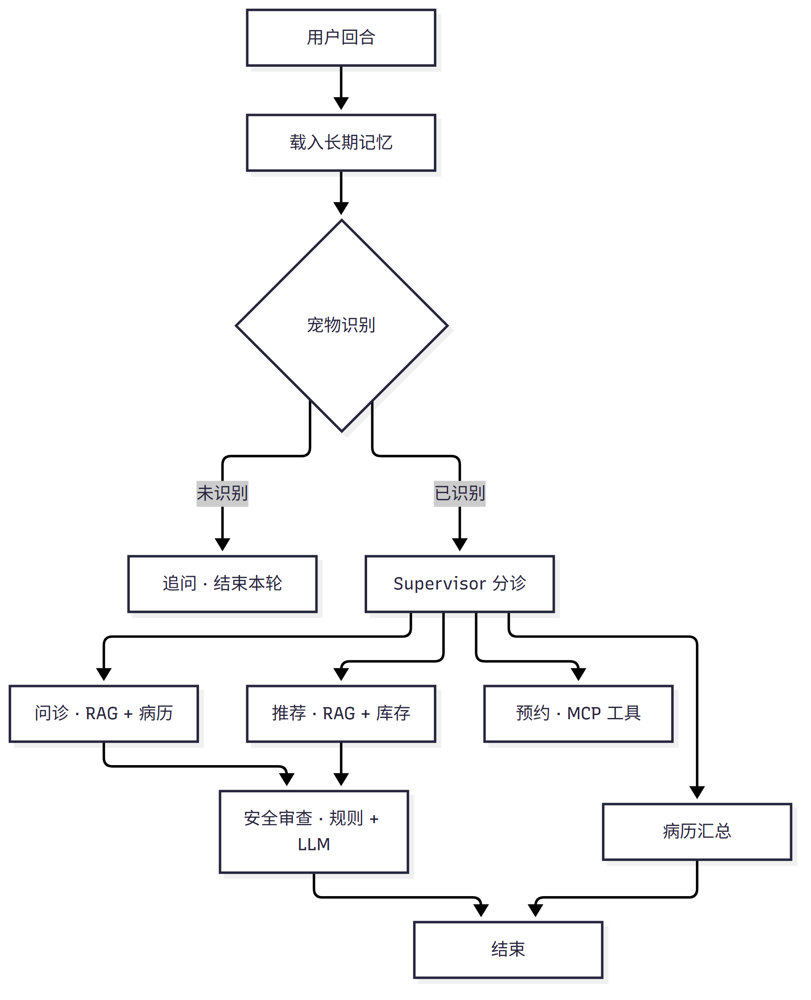 用户回合
载入长期记忆
宠物识别
未识别
已识别
追问 · 结束本轮
Supervisor 分诊
问诊 · RAG + 病历
推荐 · RAG + 库存
预约 · MCP 工具
安全审查 · 规则 +
LLM
病历汇总
结束